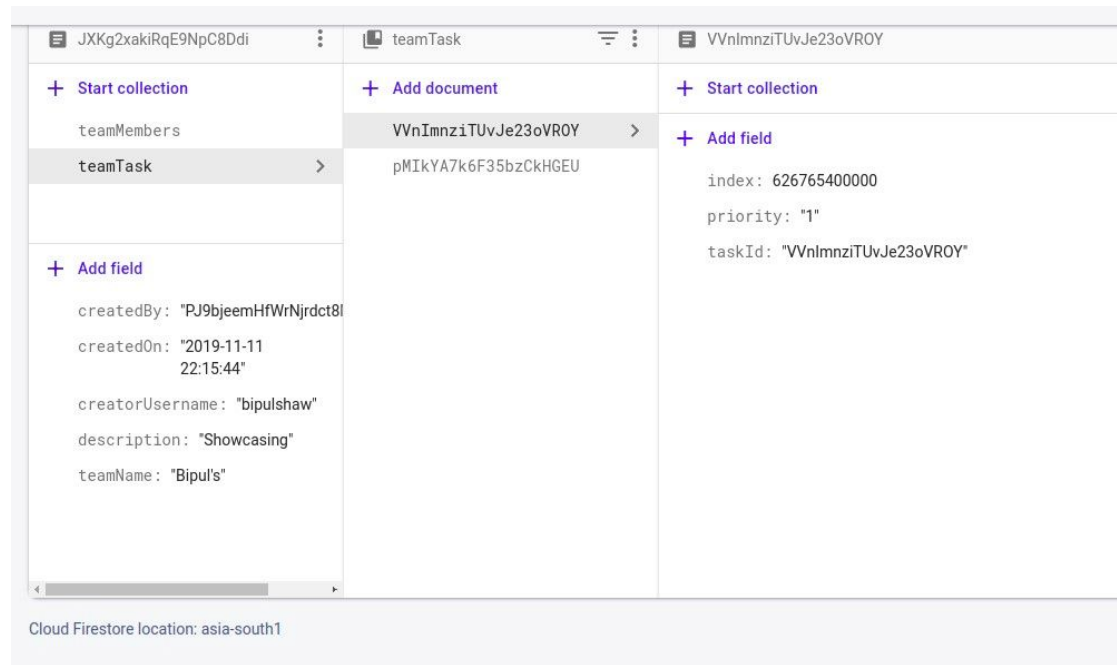 JXKg2xakiRqE9NpC8Ddi
Start collection
teamMembers
teamTask
Add field
createdBy: "PJ9bjeemHfWrNjrdct8
createdOn: "2019-11-11
22:15:44"
creatorUsername: "bipulshaw"
description: "Showcasing"
teamName: "Bipul's"
teamTask
Add document
VVnImnziTUvJe23oVROY
pMIkYA7k6F35bzCkHGEU
VVnImnziTUvJe23oVROY
Start collection
Add field
index: 626765400000
priority: "1"
taskId: "VVnImnziTUvJe23oVROY"
Cloud Firestore location: asia-south1